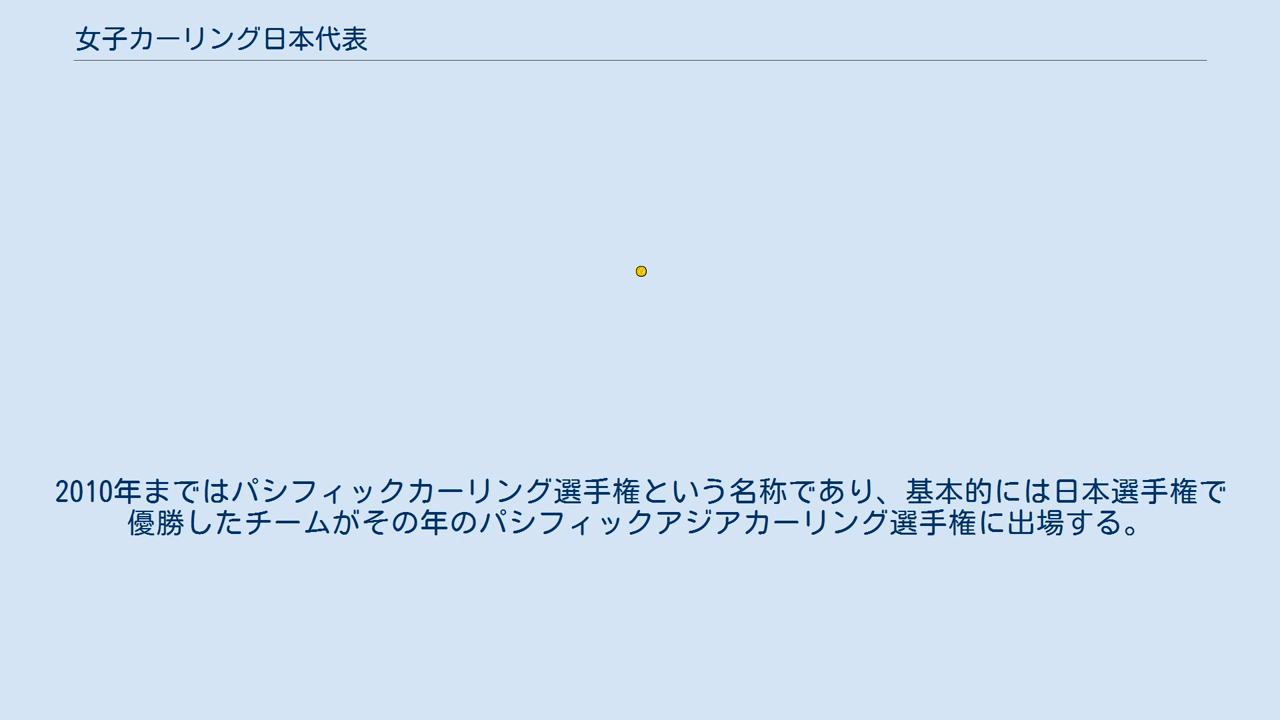 女子カーリング日本代表
2010年まではパシフィックカーリング選手権という名称であり、基本的には日本選手権で
優勝したチームがその年のパシフィックアジアカーリング選手権に出場する。